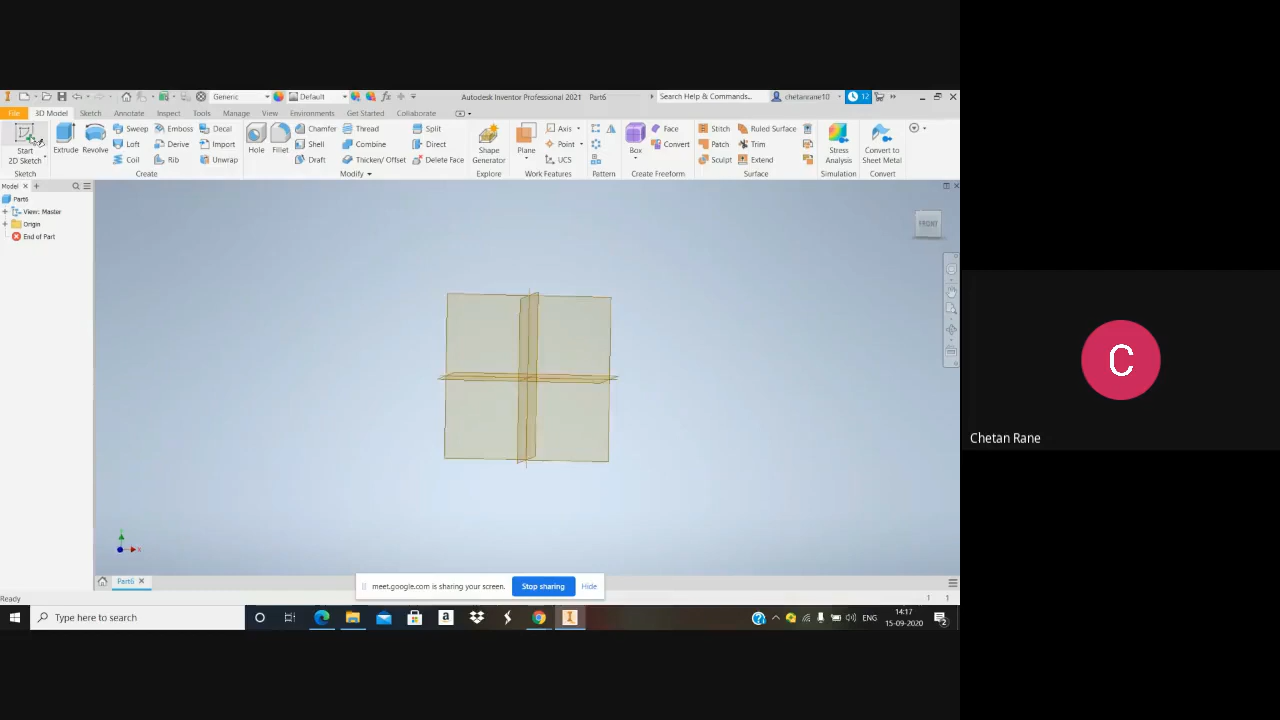 Generic
Default
Autodesk Inventor Professional 2021 Part6
Search Help & Commands...
chetanrane10
12
File 3D Model Sketch Annotate Inspect Tools Manage View Environments Get Started Collaborate
Start
2D Sketch
Extrude
Revolve
Sweep
Loft
Coil
Emboss
Derive
Rib
Decal
Import
Unwrap
Hole
Fillet
Chamfer
Shell
Draft
Thread
Combine
Thicken/ Offset
Split
Direct
Delete Face
Shape
Generator
Plane
Axis
Point
UCS
Box
Face
Convert
Stitch
Patch
Sculpt
Ruled Surface
Trim
Extend
Stress
Analysis
Convert to
Sheet Metal
Sketch Create Modify Explore Work Features Pattern Create Freeform Surface Simulation Convert
Model
Part6
View: Master
Origin
End of Part
FRONT
X
Chetan Rane
C
Part6
meet.google.com is sharing your screen. Stop sharing Hide
Ready
1 1
Type here to search
ENG
14:17
15-09-2020
2